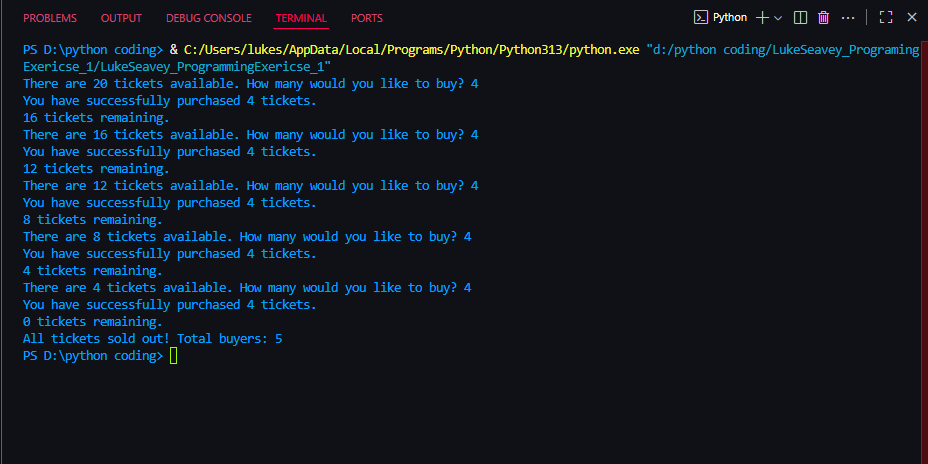 PROBLEMS OUTPUT DEBUG CONSOLE TERMINAL PORTS Python
PS D:\python coding> & C:/Users/lukes/AppData/Local/Programs/Python/Python313/python.exe "d:/python coding/LukeSeavey_Programing
Exericse_1/LukeSeavey_ProgrammingExericse_1"
There are 20 tickets available. How many would you like to buy? 4
You have successfully purchased 4 tickets.
16 tickets remaining.
There are 16 tickets available. How many would you like to buy? 4
You have successfully purchased 4 tickets.
12 tickets remaining.
There are 12 tickets available. How many would you like to buy? 4
You have successfully purchased 4 tickets.
8 tickets remaining.
There are 8 tickets available. How many would you like to buy? 4
You have successfully purchased 4 tickets.
4 tickets remaining.
There are 4 tickets available. How many would you like to buy? 4
You have successfully purchased 4 tickets.
0 tickets remaining.
All tickets sold out! Total buyers: 5
PS D:\python coding>